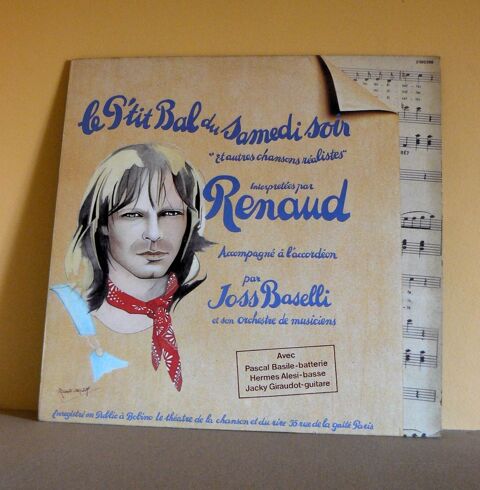 le P'tit Bal du Samedi soir
"et autres chansons réalistes"
Interpretées par
Renaud
Accompagné à l'accordéon
par
Joss Baselli
et son orchestre de musiciens
Avec
Pascal Basile-batterie
Hermes Alesi-basse
Jacky Giraudot-guitare
Enregistré en Public à Bobino le théâtre de la chanson et du rire 35 rue de la gaîté Paris